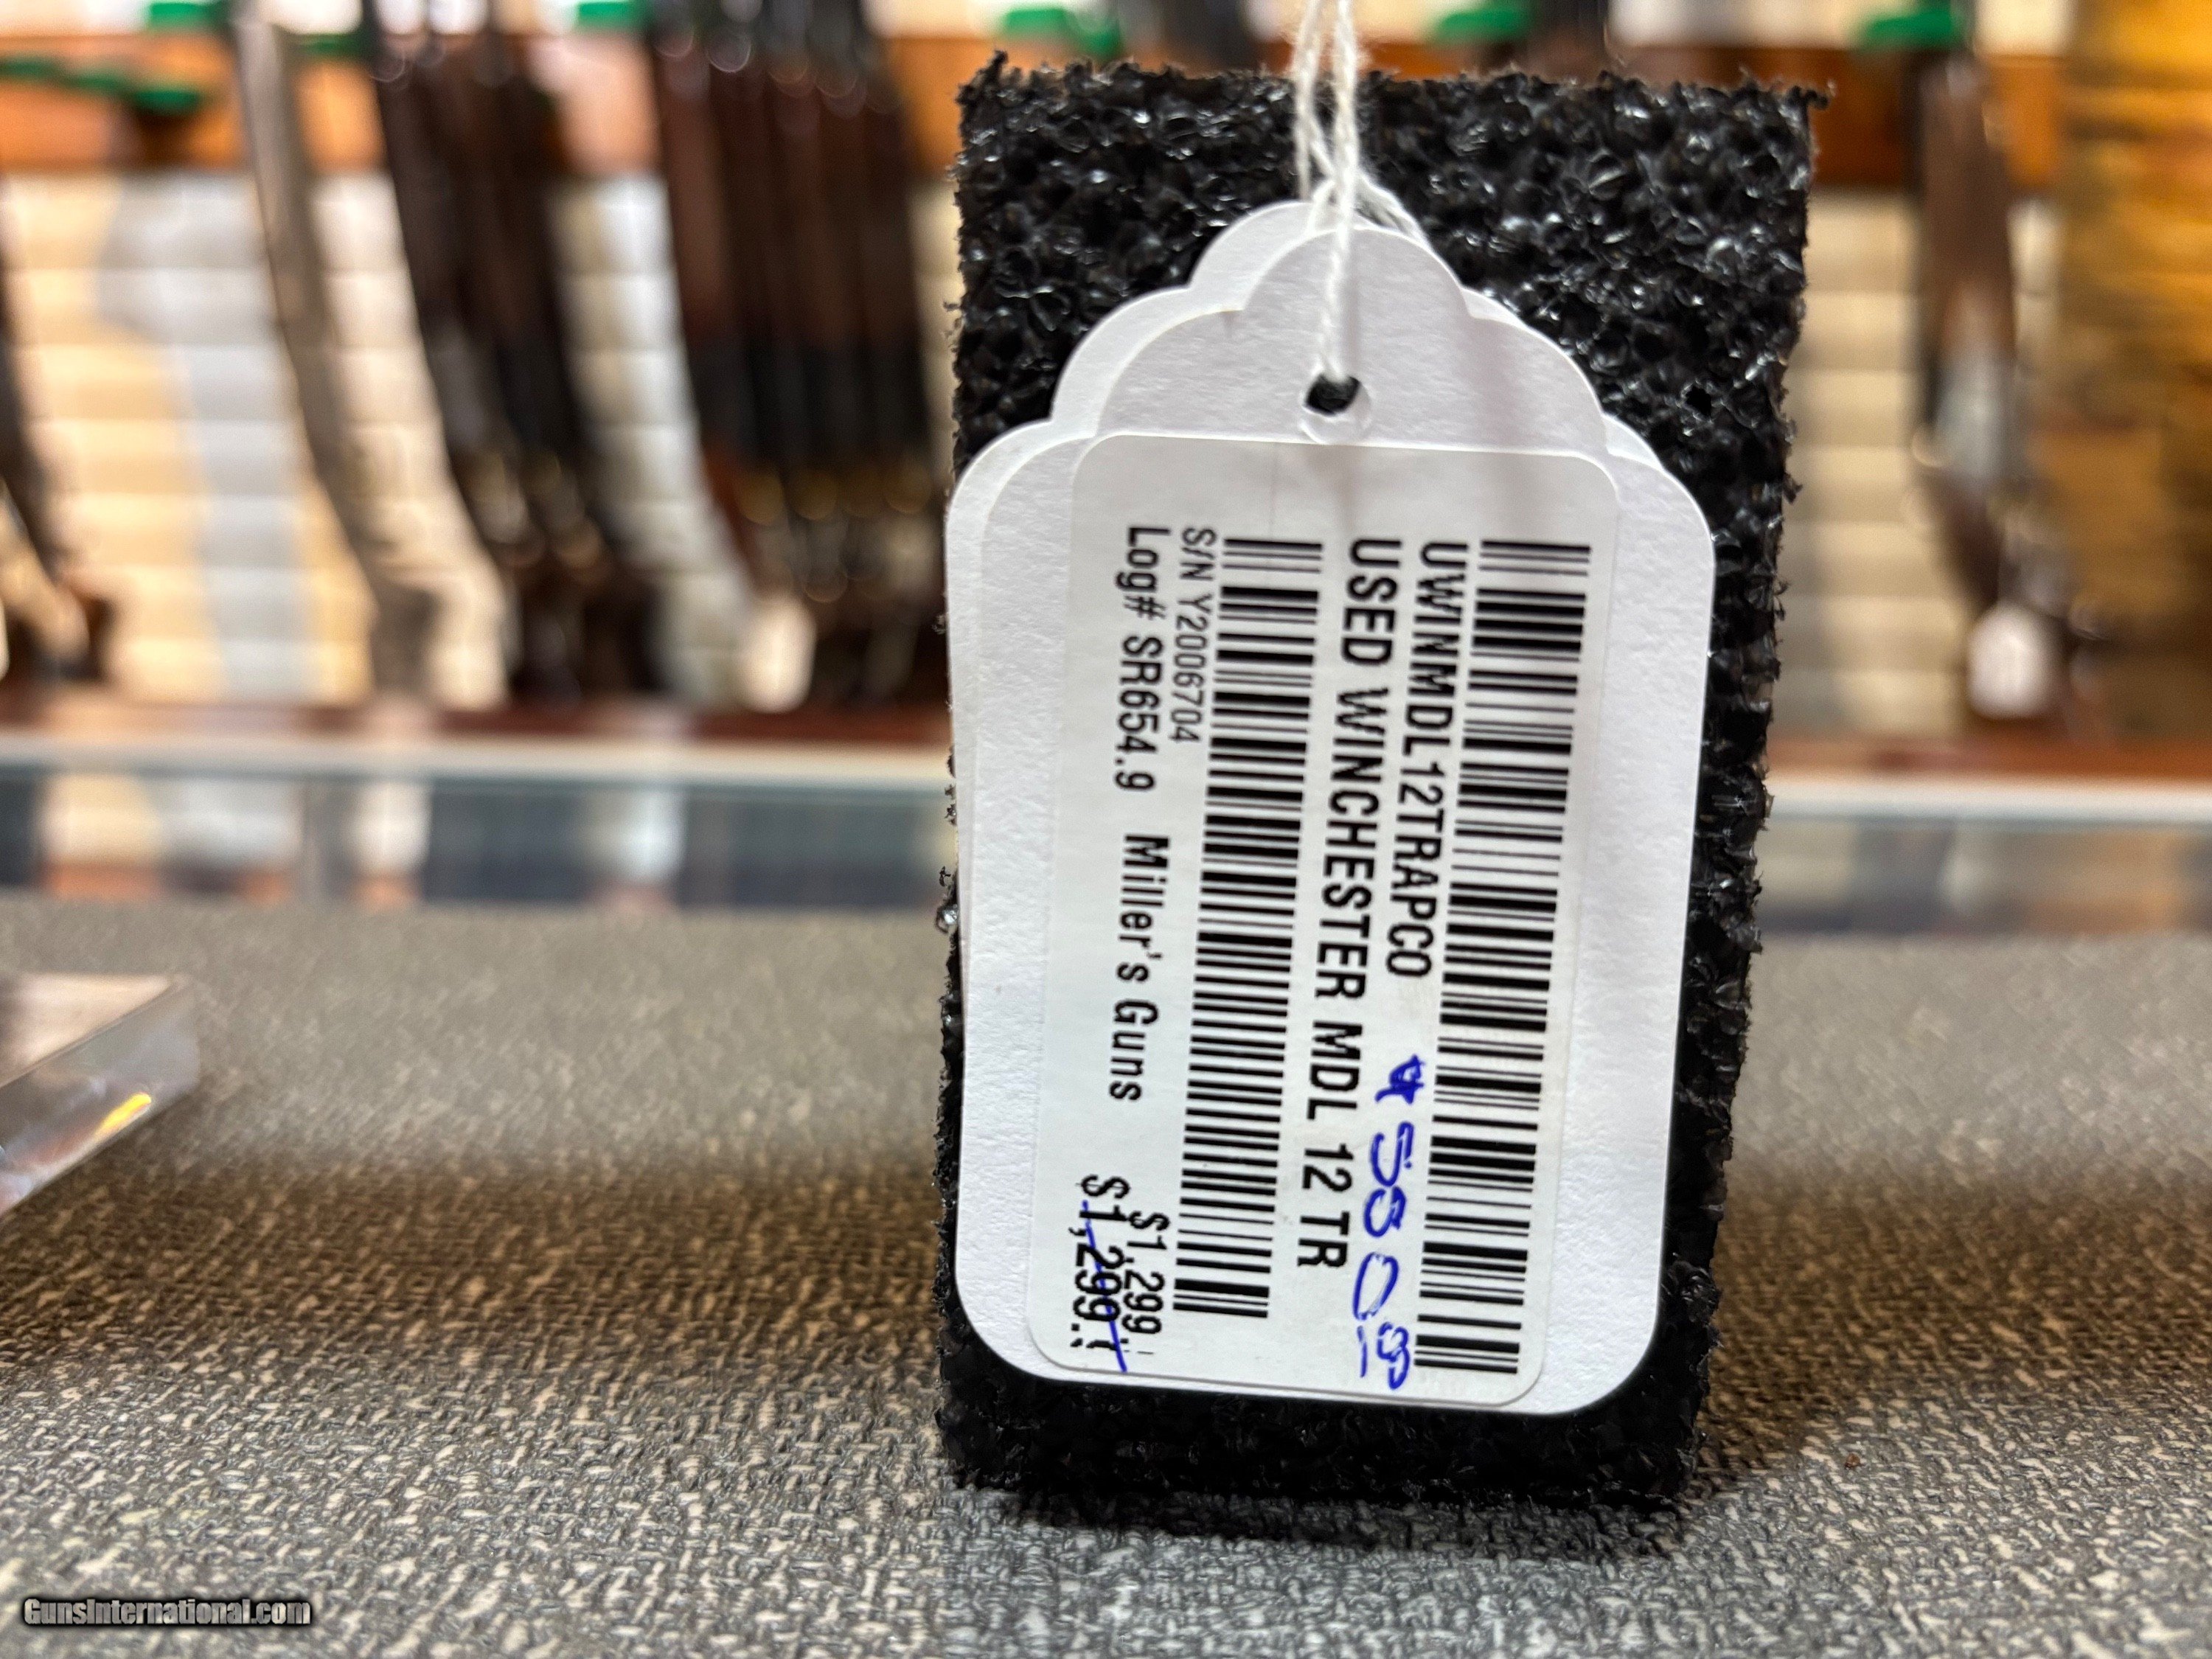 UWINMDL12TRAPCO
USED WINCHESTER MDL 12 TR
S/N Y2006704
$1,299
Log# SR654.9 Miller's Guns
$1,299.
GunsInternational.com